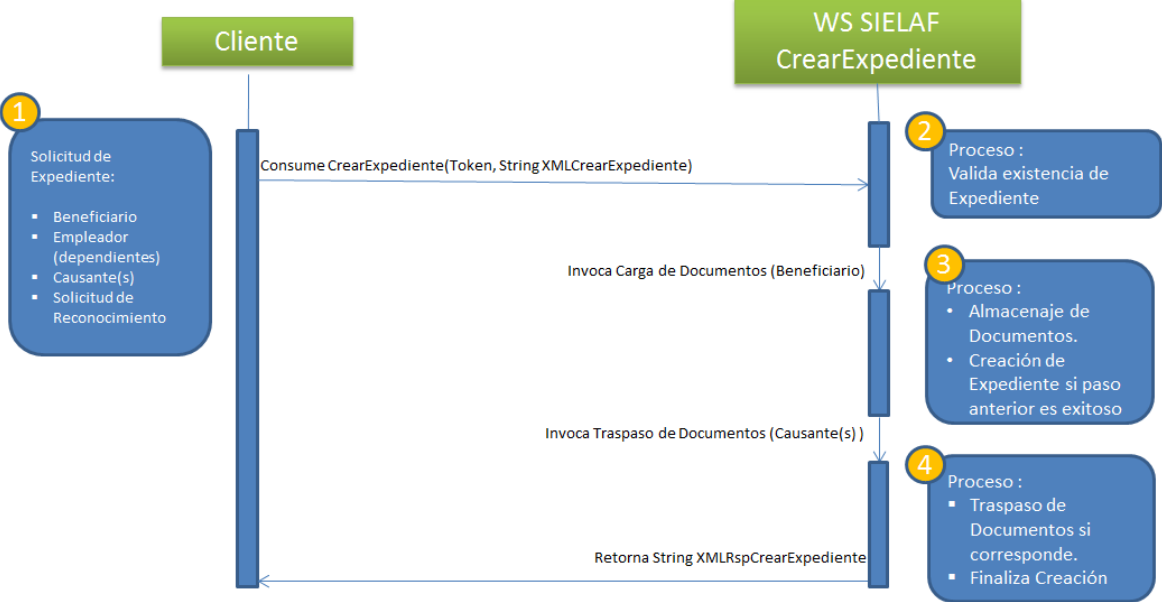 Cliente
WS SIELAF
CrearExpediente
1
Solicitud de
Expediente:
▪ Beneficiario
▪ Empleador
(dependientes)
▪ Causante(s)
▪ Solicitud de
Reconocimiento
Consume CrearExpediente(Token, String XMLCrearExpediente)
2
Proceso :
Valida existencia de
Expediente
Invoca Carga de Documentos (Beneficiario)
3
Proceso :
• Almacenaje de
Documentos.
• Creación de
Expediente si paso
anterior es exitoso
Invoca Traspaso de Documentos (Causante(s) )
4
Proceso :
▪ Traspaso de
Documentos si
corresponde.
▪ Finaliza Creación
Retorna String XMLRspCrearExpediente